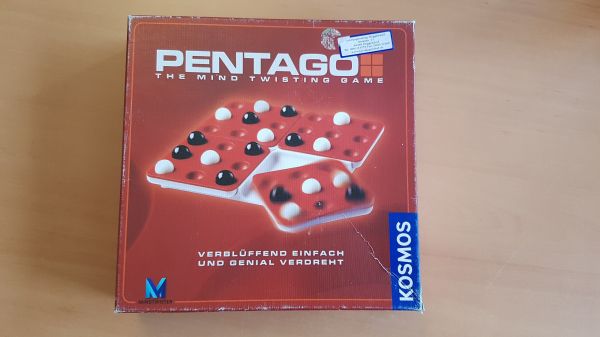 PENTAGO
THE MIND TWISTING GAME
VERBLÜFFEND EINFACH
UND GENIAL VERDREHT
KOSMOS